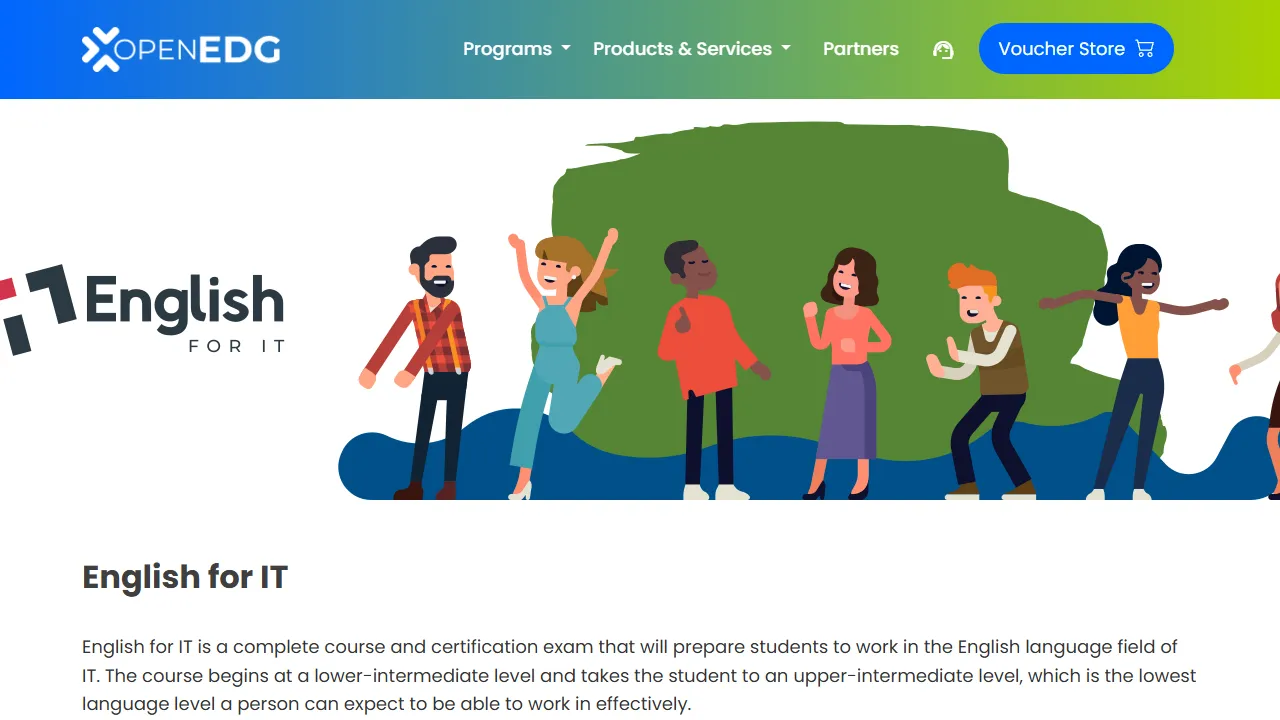 OPENEDG
Programs
Products & Services
Partners
Voucher Store
English
FOR IT
English for IT
English for IT is a complete course and certification exam that will prepare students to work in the English language field of
IT. The course begins at a lower-intermediate level and takes the student to an upper-intermediate level, which is the lowest
language level a person can expect to be able to work in effectively.